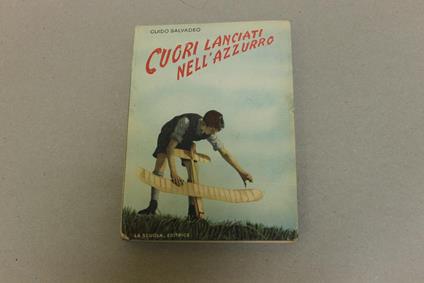 GUIDO SALVADEO
CUORI LANCIATI
NELL'AZZURRO
LA SCUOLA, EDITRICE